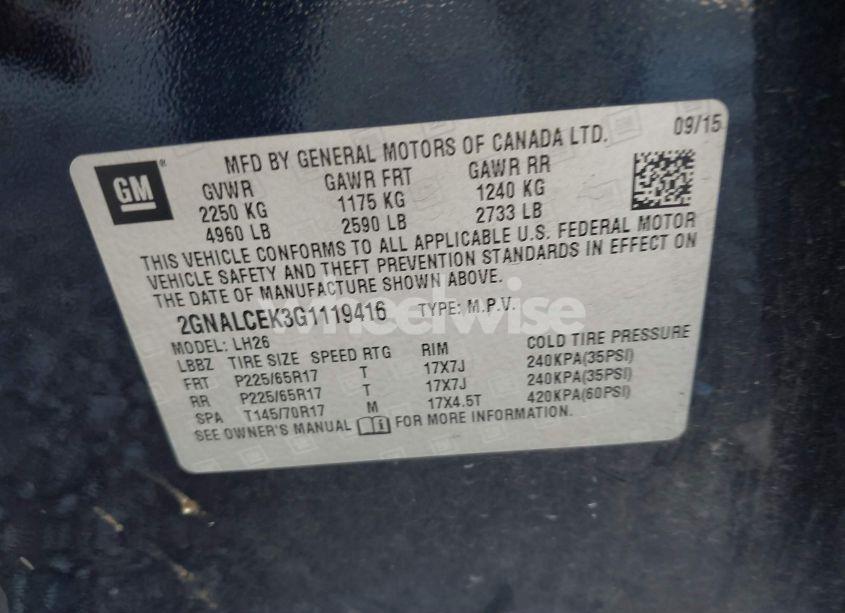 MFD BY GENERAL MOTORS OF CANADA LTD. 09/15
GM ®
GVWR GAWR FRT GAWR RR
2250 KG 1175 KG 1240 KG
4960 LB 2590 LB 2733 LB
THIS VEHICLE CONFORMS TO ALL APPLICABLE U.S. FEDERAL MOTOR
VEHICLE SAFETY AND THEFT PREVENTION STANDARDS IN EFFECT ON
THE DATE OF MANUFACTURE SHOWN ABOVE.
2GNALCEK3G1119416 TYPE: M.P.V.
MODEL: LH26
LBBZ TIRE SIZE SPEED RTG RIM COLD TIRE PRESSURE
FRT P225/65R17 T 17X7J 240KPA(35PSI)
RR P225/65R17 T 17X7J 240KPA(35PSI)
SPA T145/70R17 M 17X4.5T 420KPA(60PSI)
SEE OWNER'S MANUAL FOR MORE INFORMATION.
wheelwise